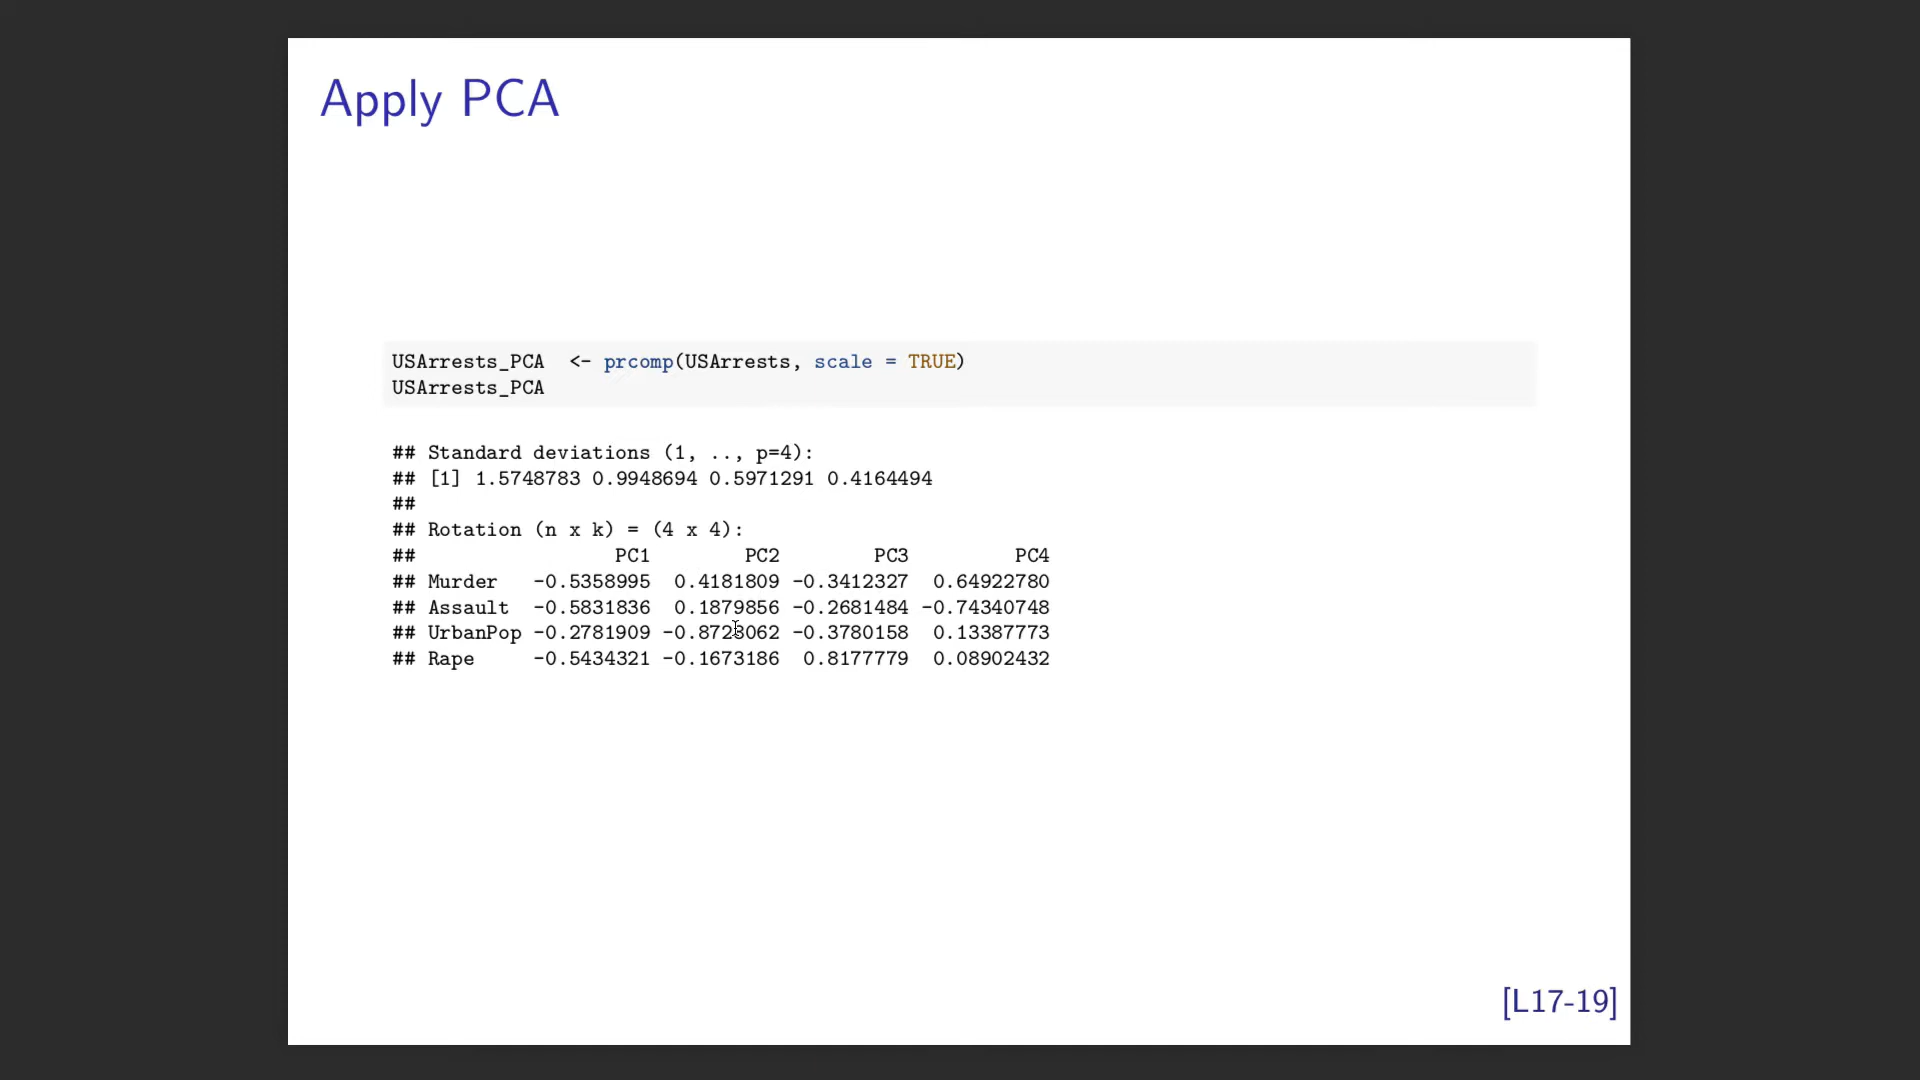 Apply PCA
USArrests_PCA  <- prcomp(USArrests, scale = TRUE)
USArrests_PCA
## Standard deviations (1, .., p=4):
## [1] 1.5748783 0.9948694 0.5971291 0.4164494
##
## Rotation (n x k) = (4 x 4):
##                 PC1        PC2        PC3         PC4
## Murder   -0.5358995  0.4181809 -0.3412327  0.64922780
## Assault  -0.5831836  0.1879856 -0.2681484 -0.74340748
## UrbanPop -0.2781909 -0.8728062 -0.3780158  0.13387773
## Rape     -0.5434321 -0.1673186  0.8177779  0.08902432
[L17-19]